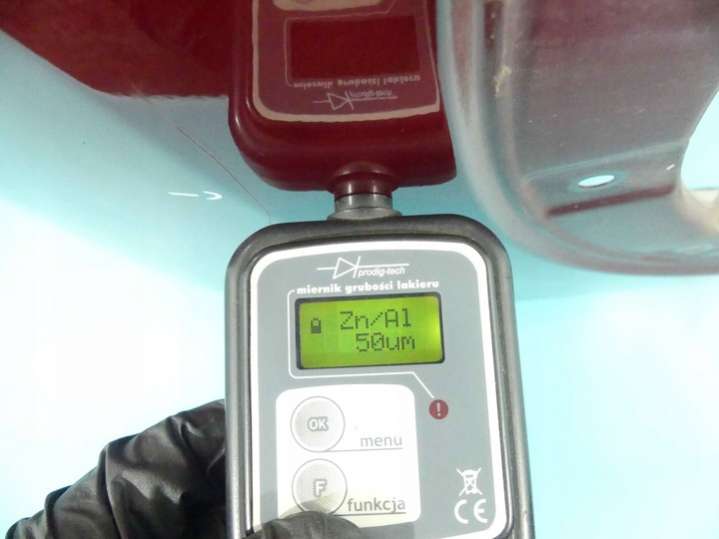 prodig-tech
miernik grubości lakieru
Zn/Al
50um
OK
menu
!
F
funkcja
CE